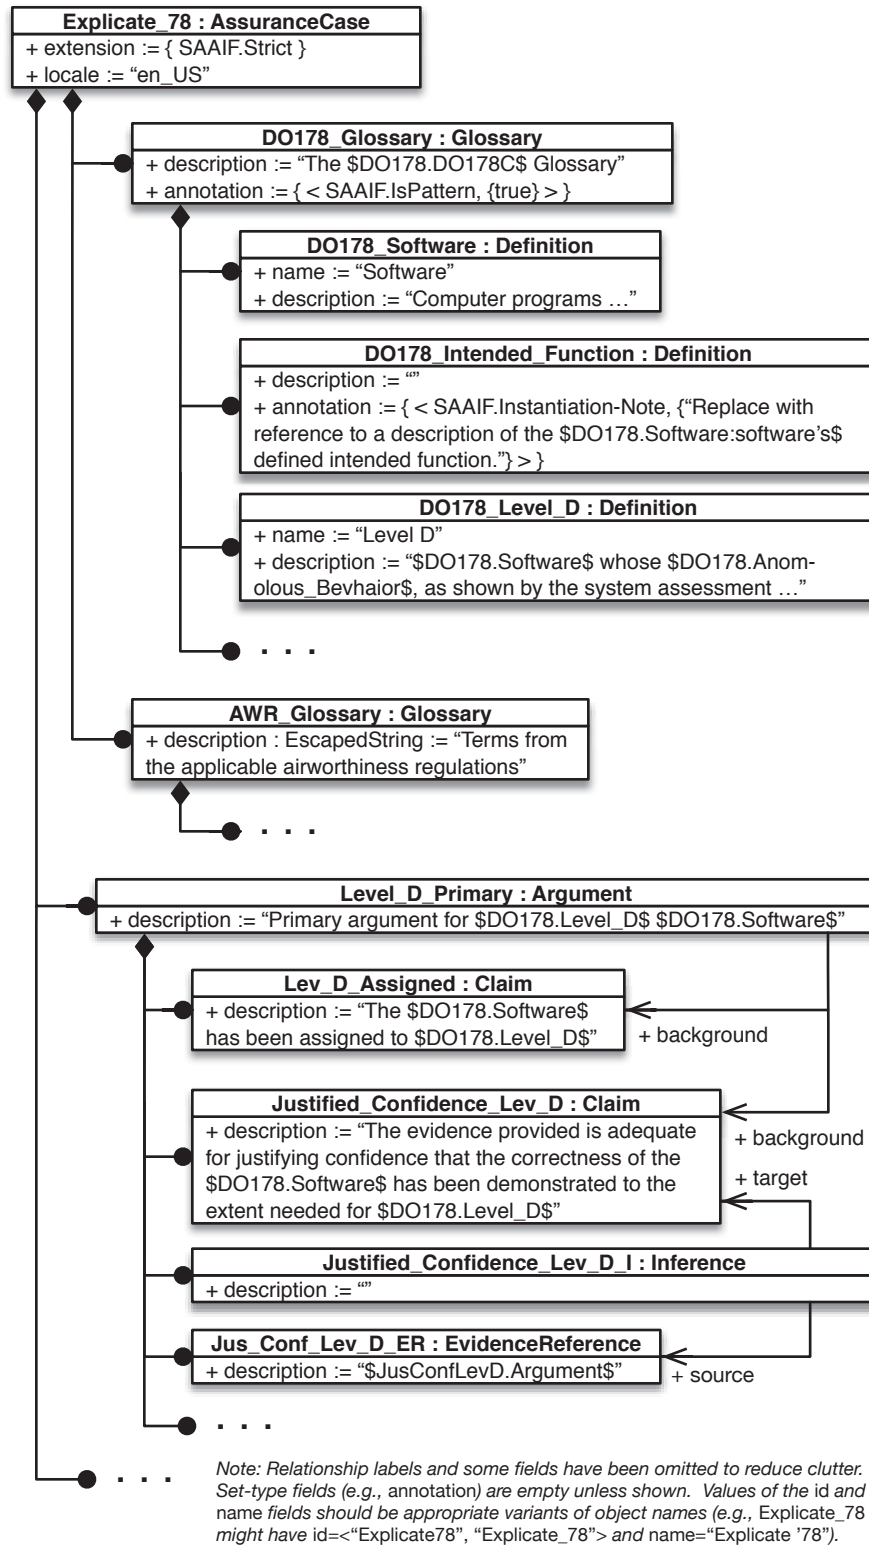 Explicate_78 : AssuranceCase
+ extension := { SAAIF.Strict }
+ locale := “en_US”
DO178_Glossary : Glossary
+ description := “The $DO178.DO178C$ Glossary”
+ annotation := { < SAAIF.IsPattern, {true} > }
DO178_Software : Definition
+ name := “Software”
+ description := “Computer programs …”
DO178_Intended_Function : Definition
+ description := “”
+ annotation := { < SAAIF.Instantiation-Note, {“Replace with
reference to a description of the $DO178.Software:software’s$
defined intended function.”} > }
DO178_Level_D : Definition
+ name := “Level D”
+ description := “$DO178.Software$ whose $DO178.Anom-
olous_Bevhaior$, as shown by the system assessment …”
. . .
AWR_Glossary : Glossary
+ description : EscapedString := “Terms from
the applicable airworthiness regulations”
. . .
Level_D_Primary : Argument
+ description := “Primary argument for $DO178.Level_D$ $DO178.Software$”
Lev_D_Assigned : Claim
+ description := “The $DO178.Software$
has been assigned to $DO178.Level_D$”
+ background
Justified_Confidence_Lev_D : Claim
+ description := “The evidence provided is adequate
for justifying confidence that the correctness of the
$DO178.Software$ has been demonstrated to the
extent needed for $DO178.Level_D$”
+ background
+ target
Justified_Confidence_Lev_D_I : Inference
+ description := “”
Jus_Conf_Lev_D_ER : EvidenceReference
+ description := “$JusConfLevD.Argument$”
+ source
. . .
. . .
Note: Relationship labels and some fields have been omitted to reduce clutter.
Set-type fields (e.g., annotation) are empty unless shown. Values of the id and
name fields should be appropriate variants of object names (e.g., Explicate_78
might have id=<“Explicate78”, “Explicate_78”> and name=“Explicate ’78”).